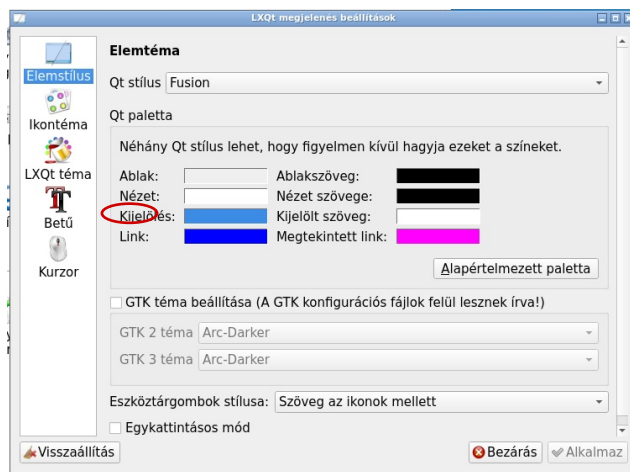 LXQt megjelenés beállítások
Elemstílus
Ikontéma
LXQt téma
Betű
Kurzor
Elemtéma
Qt stílus Fusion
Qt paletta
Néhány Qt stílus lehet, hogy figyelmen kívül hagyja ezeket a színeket.
Ablak: Ablakszöveg:
Nézet: Nézet szövege:
Kijelölés: Kijelölt szöveg:
Link: Megtekintett link:
Alapértelmezett paletta
GTK téma beállítása (A GTK konfigurációs fájlok felül lesznek írva!)
GTK 2 téma Arc-Darker
GTK 3 téma Arc-Darker
Eszköztárgombok stílusa: Szöveg az ikonok mellett
Egykattintásos mód
Visszaállítás Bezárás Alkalmaz